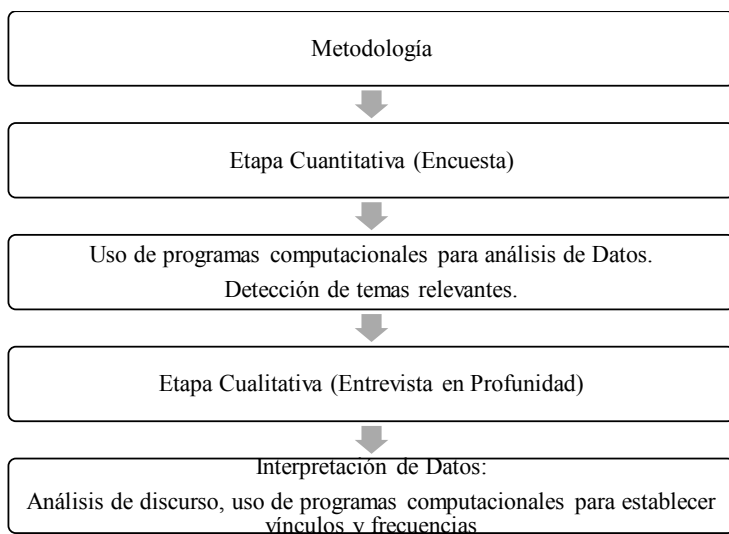 Metodología
Etapa Cuantitativa (Encuesta)
Uso de programas computacionales para análisis de Datos.
Detección de temas relevantes.
Etapa Cualitativa (Entrevista en Profunidad)
Interpretación de Datos:
Análisis de discurso, uso de programas computacionales para establecer
vínculos y frecuencias